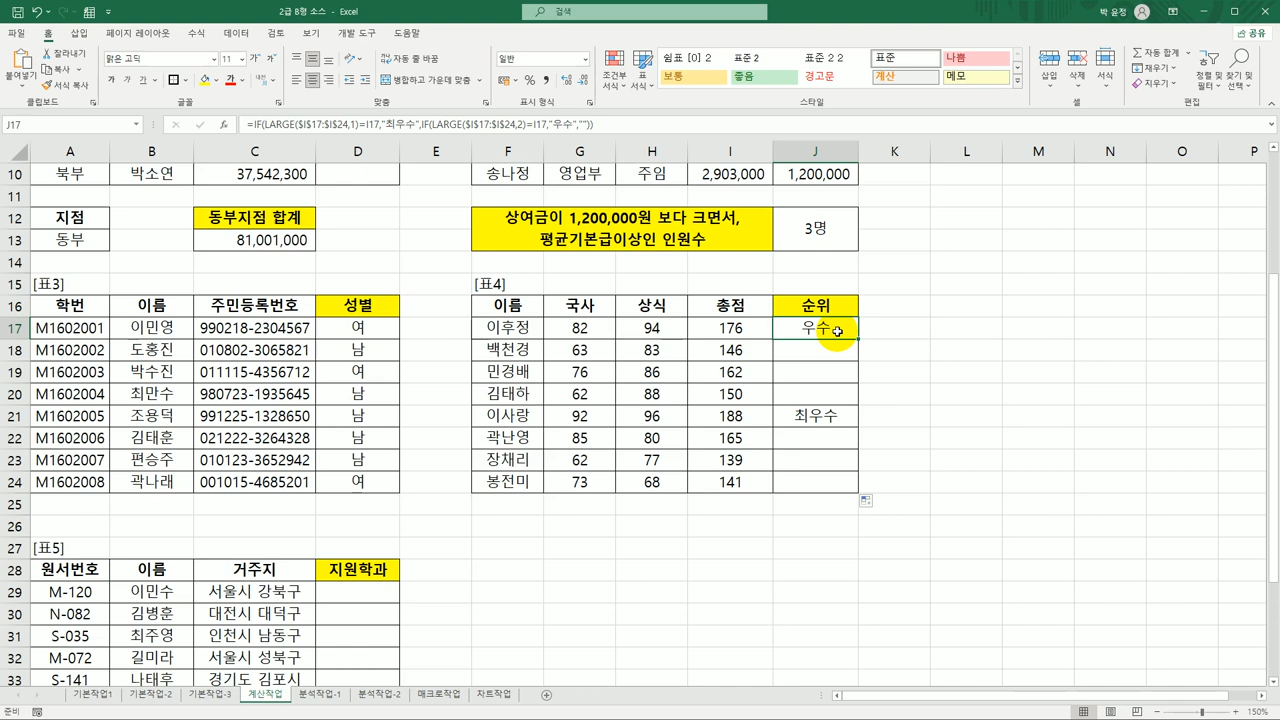 2급 B형 소스 - Excel
검색
박 윤정
파일 홈 삽입 페이지 레이아웃 수식 데이터 검토 보기 개발 도구 도움말
공유
붙여넣기
잘라내기
복사
서식 복사
클립보드
맑은 고딕 11
가 가 가
글꼴
자동 줄 바꿈
병합하고 가운데 맞춤
맞춤
일반
표시 형식
조건부 서식
표 서식
쉼표 [0] 2 표준 2 표준 2 2 표준 나쁨
보통 좋음 경고문 계산 메모
스타일
삽입 삭제 서식
셀
자동 합계
채우기
지우기
정렬 및 필터
찾기 및 선택
편집
J17
=IF(LARGE($I$17:$I$24,1)=I17,"최우수",IF(LARGE($I$17:$I$24,2)=I17,"우수",""))
A B C D E F G H I J K L M N O P
10 북부 박소연 37,542,300 송나정 영업부 주임 2,903,000 1,200,000
11
12 지점 동부지점 합계 상여금이 1,200,000원 보다 크면서, 3명
13 동부 81,001,000 평균기본급이상인 인원수
14
15 [표3] [표4]
16 학번 이름 주민등록번호 성별 이름 국사 상식 총점 순위
17 M1602001 이민영 990218-2304567 여 이후정 82 94 176 우수
18 M1602002 도홍진 010802-3065821 남 백천경 63 83 146
19 M1602003 박수진 011115-4356712 여 민경배 76 86 162
20 M1602004 최만수 980723-1935645 남 김태하 62 88 150
21 M1602005 조용덕 991225-1328650 남 이사랑 92 96 188 최우수
22 M1602006 김태훈 021222-3264328 남 곽난영 85 80 165
23 M1602007 편승주 010123-3652942 남 장채리 62 77 139
24 M1602008 곽나래 001015-4685201 여 봉전미 73 68 141
25
26
27 [표5]
28 원서번호 이름 거주지 지원학과
29 M-120 이민수 서울시 강북구
30 N-082 김병훈 대전시 대덕구
31 S-035 최주영 인천시 남동구
32 M-072 길미라 서울시 성북구
33 S-141 나태후 경기도 김포시
기본작업1 기본작업-2 기본작업-3 계산작업 분석작업-1 분석작업-2 매크로작업 차트작업
준비
150%